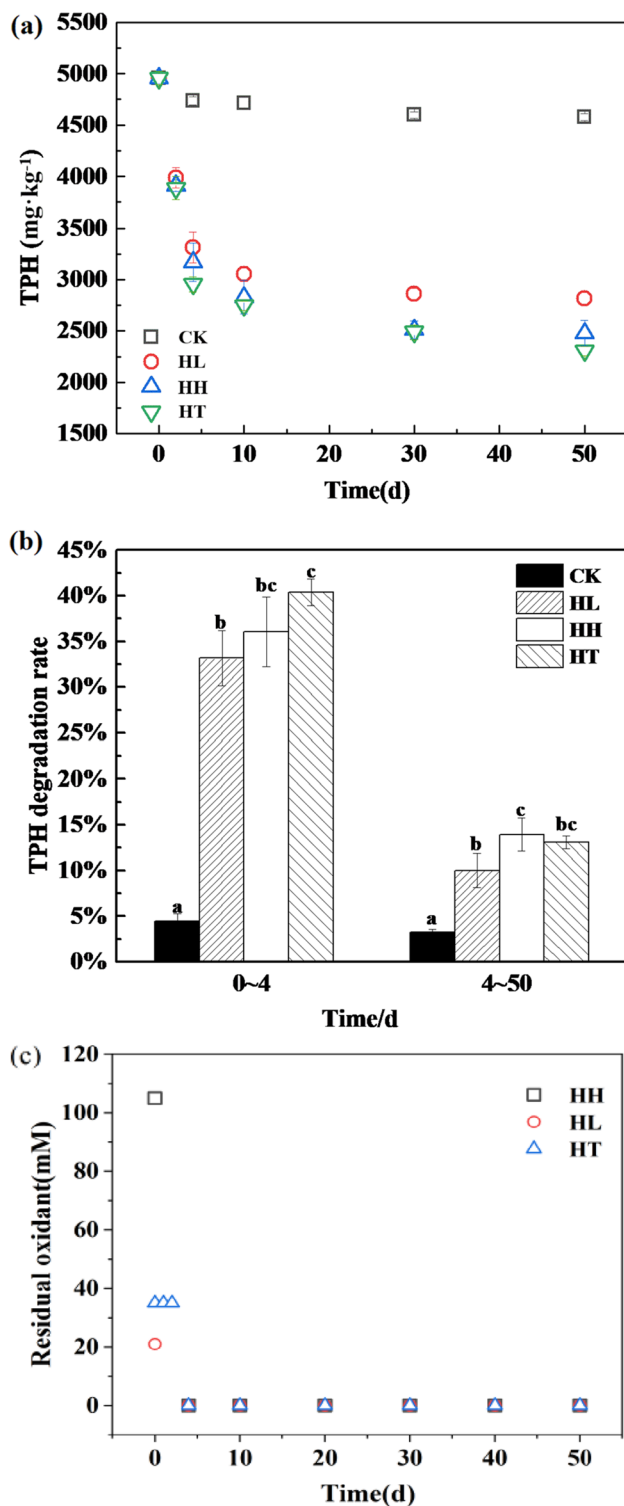 (a)
5500
5000
4500
4000
3500
3000
2500
2000
1500
TPH (mg·kg⁻¹)
CK
HL
HH
HT
0 10 20 30 40 50
Time(d)
(b)
45%
40%
35%
30%
25%
20%
15%
10%
5%
0%
TPH degradation rate
CK
HL
HH
HT
a b bc c
a b c bc
0~4 4~50
Time/d
(c)
120
100
80
60
40
20
0
Residual oxidant(mM)
HH
HL
HT
0 10 20 30 40 50
Time(d)